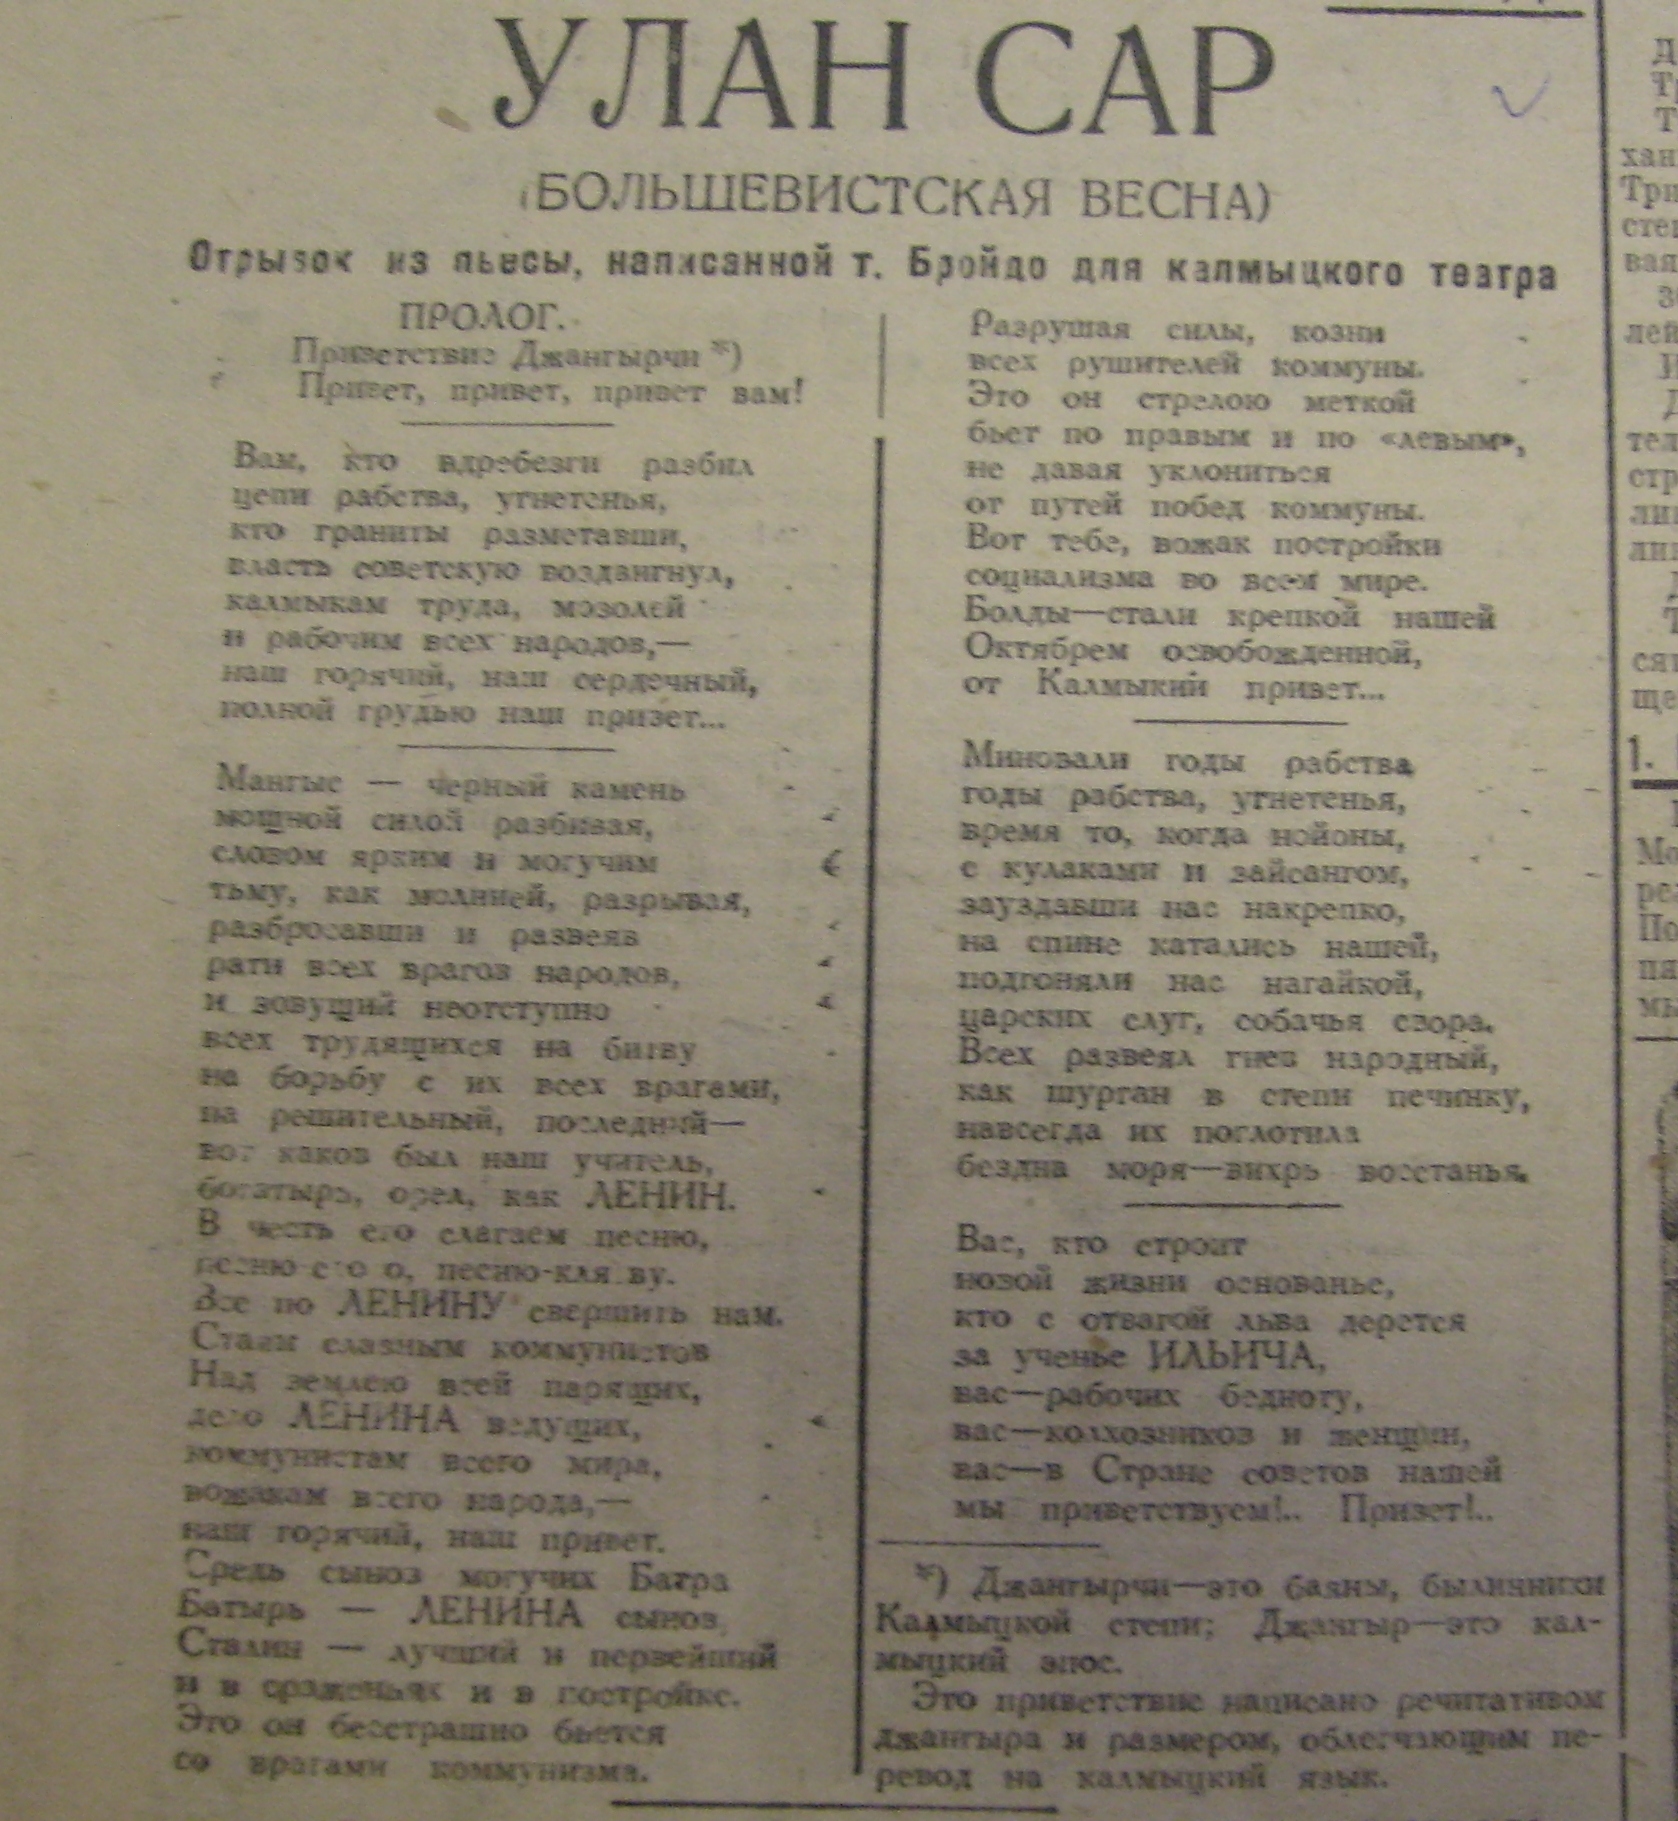 УЛАН САР
(БОЛЬШЕВИСТСКАЯ ВЕСНА)
Отрывок из пьесы, написанной т. Бройдо для калмыцкого театра
ПРОЛОГ.
Приветствие Джангырчи *)
Привет, привет, привет вам!
Вам, кто вдребезги разбил
цепи рабства, угнетенья,
кто граниты разметавши,
власть советскую воздвигнул,
калмыкам труда, мозолей
и рабочим всех народов,—
наш горячий, наш сердечный,
полной грудью наш привет...
Мангыс — черный камень
мощной силой разбивая,
словом ярким и могучим
тьму, как молнией, разрывая,
разбросавши и развеяв
рати всех врагов народов,
и зовущий неотступно
всех трудящихся на битву
на борьбу с их всех врагами,
на решительный, последний—
вот каков был наш учитель,
богатырь, орел, как ЛЕНИН.
В честь его слагаем песню,
песню песню-кля ву.
Все по ЛЕНИНУ свершить нам.
Стаям славным коммунистов
Над землею всей парящих,
дело ЛЕНИНА ведущих,
коммунистам всего мира,
вожакам всего народа,—
наш горячий, наш привет.
Средь сынов могучих Батра
Батырь — ЛЕНИНА сынов,
Сталин — лучший и первейший
и в сраженьях и в постройке.
Это он бесстрашно бьется
со врагами коммунизма.
Разрушая силы, козни
всех рушителей коммуны.
Это он стрелою меткой
бьет по правым и по «левым»,
не давая уклониться
от путей побед коммуны.
Вот тебе, вожак постройки
социализма во всем мире.
Болды—стали крепкой нашей
Октябрем освобожденной,
от Калмыкий привет...
Миновали годы рабства
годы рабства, угнетенья,
время то, когда нойоны,
с кулаками и зайсангом,
зауздавши нас накрепко,
на спине катались нашей,
подгоняли нас нагайкой,
царских слуг, собачья свора.
Всех развеял гнев народный,
как шурган в степи печинку,
навсегда их поглотила
бездна моря—вихрь восстанья.
Вас, кто строит
новой жизни основанье,
кто с отвагой льва дерется
за ученье ИЛЬИЧА,
вас—рабочих бедноту,
вас—колхозников и женщин,
вас—в Стране советов нашей
мы приветствуем!.. Привет!..
*) Джангырчи—это баяны, былинники
Калмыцкой степи; Джангыр—это кал-
мыцкий эпос.
Это приветствие написано речитативом
джангыра и размером, облегчающим пе-
ревод на калмыцкий язык.